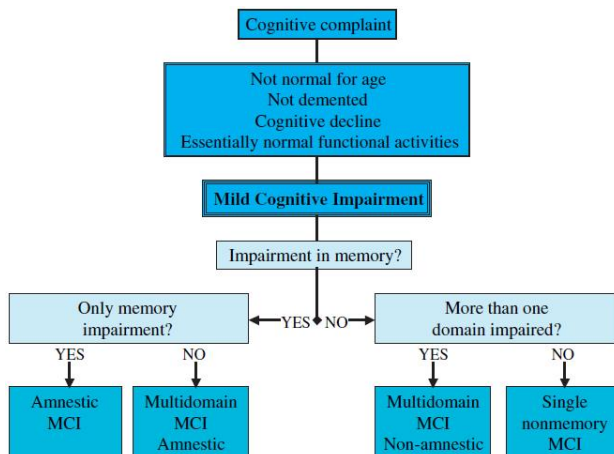 Cognitive complaint
Not normal for age
Not demented
Cognitive decline
Essentially normal functional activities
Mild Cognitive Impairment
Impairment in memory?
Only memory
impairment?
YES
NO
More than one
domain impaired?
YES
NO
YES
NO
Amnestic
MCI
Multidomain
MCI
Amnestic
Multidomain
MCI
Non-amnestic
Single
nonmemory
MCI